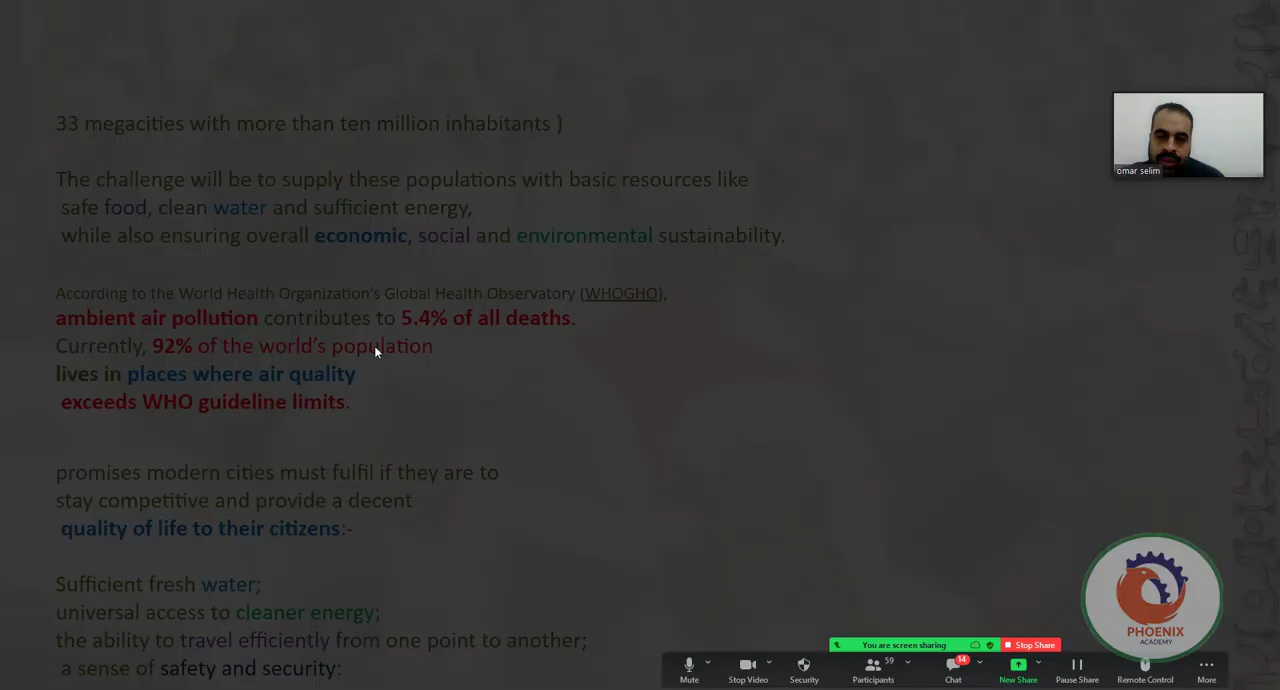 33 megacities with more than ten million inhabitants )
The challenge will be to supply these populations with basic resources like
safe food, clean water and sufficient energy,
while also ensuring overall economic, social and environmental sustainability.
According to the World Health Organization's Global Health Observatory (WHOGHO),
ambient air pollution contributes to 5.4% of all deaths.
Currently, 92% of the world's population
lives in places where air quality
exceeds WHO guideline limits.
promises modern cities must fulfil if they are to
stay competitive and provide a decent
quality of life to their citizens:-
Sufficient fresh water;
universal access to cleaner energy;
the ability to travel efficiently from one point to another;
a sense of safety and security:
omar selim
PHOENIX
ACADEMY
You are screen sharing
Stop Share
Mute
Stop Video
Security
59
Participants
14
Chat
New Share
Pause Share
Remote Control
More